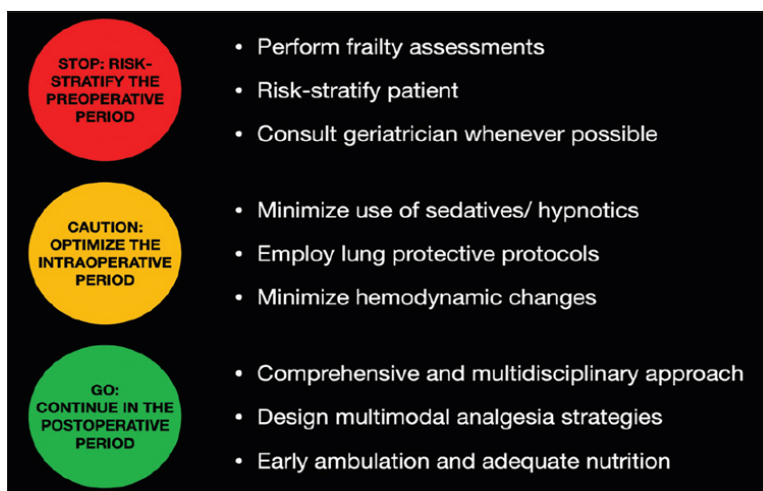 STOP: RISK-
STRATIFY THE
PREOPERATIVE
PERIOD
• Perform frailty assessments
• Risk-stratify patient
• Consult geriatrician whenever possible
CAUTION:
OPTIMIZE THE
INTRAOPERATIVE
PERIOD
• Minimize use of sedatives/ hypnotics
• Employ lung protective protocols
• Minimize hemodynamic changes
GO:
CONTINUE IN THE
POSTOPERATIVE
PERIOD
• Comprehensive and multidisciplinary approach
• Design multimodal analgesia strategies
• Early ambulation and adequate nutrition